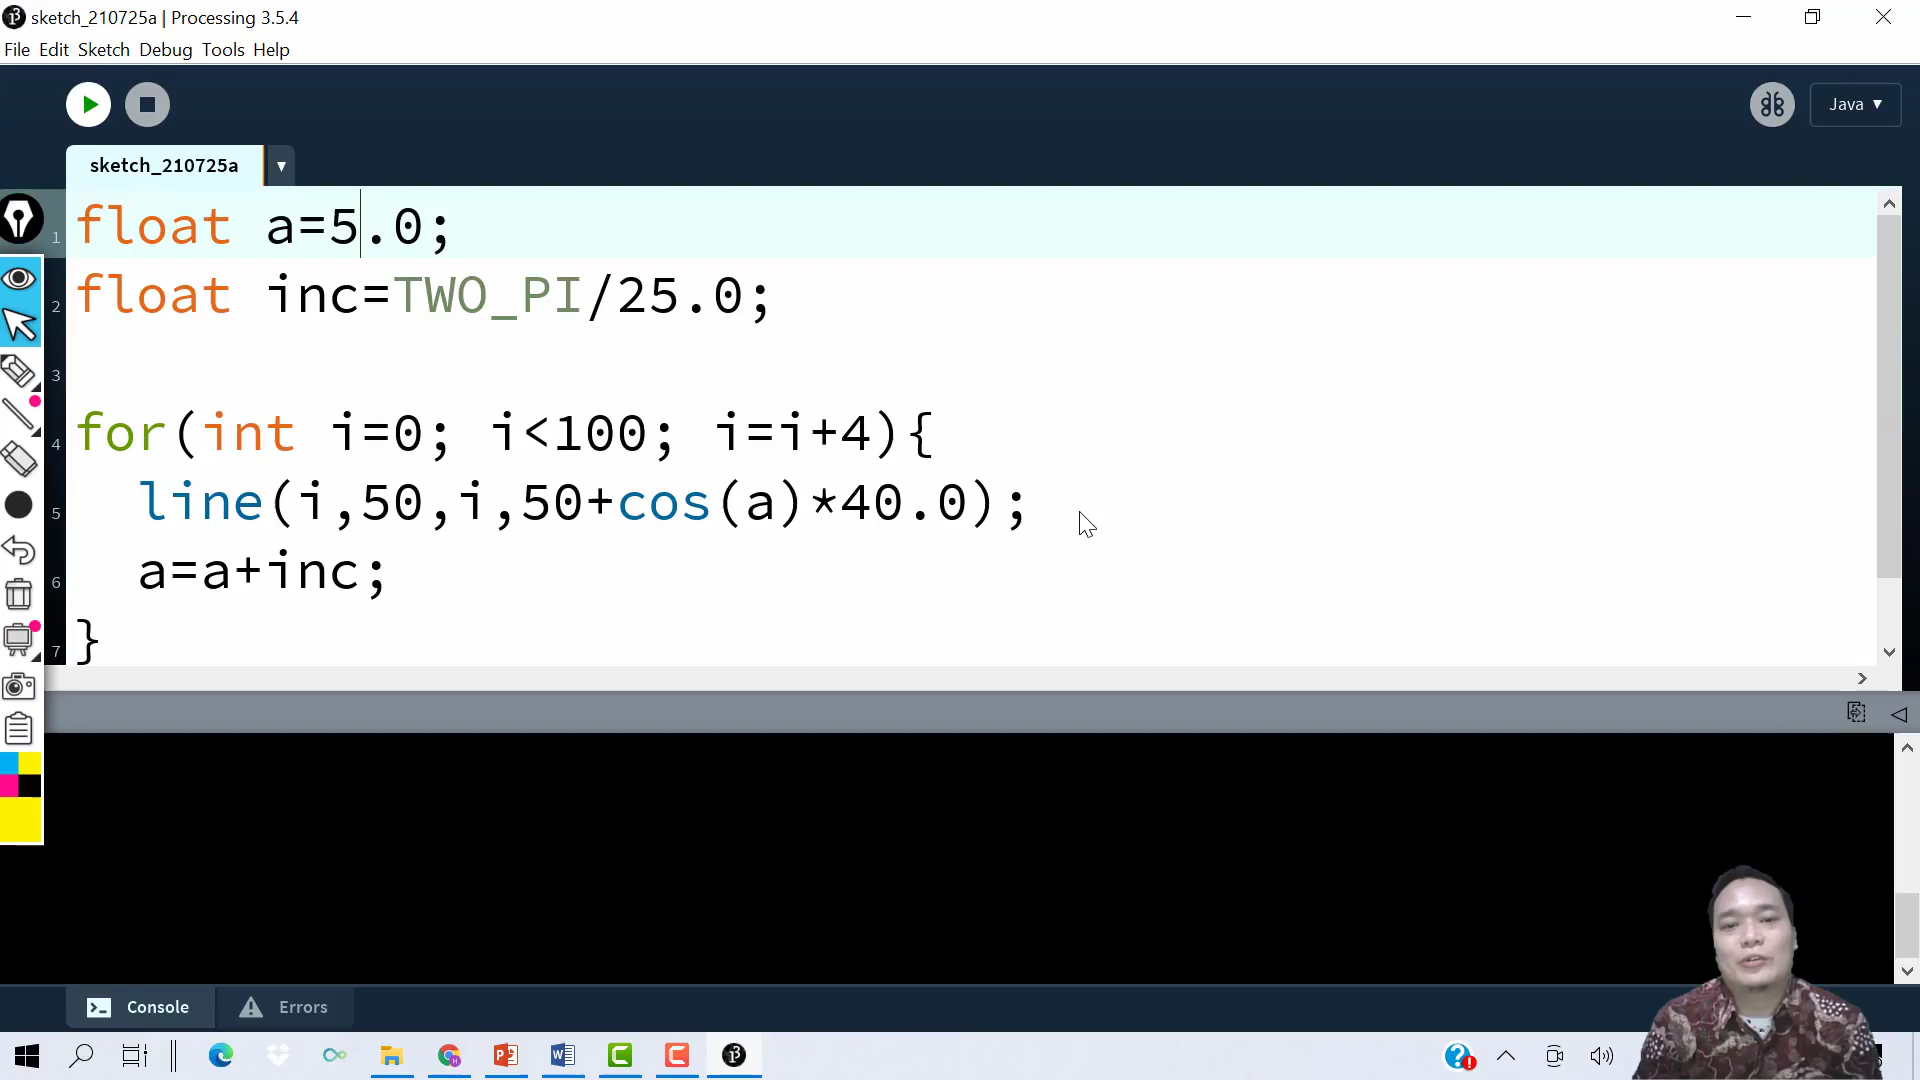 sketch_210725a | Processing 3.5.4
File Edit Sketch Debug Tools Help
Java ▼
sketch_210725a ▼
1 float a=5.0;
2 float inc=TWO_PI/25.0;
3
4 for(int i=0; i<100; i=i+4){
5 line(i,50,i,50+cos(a)*40.0);
6 a=a+inc;
7 }
Console Errors